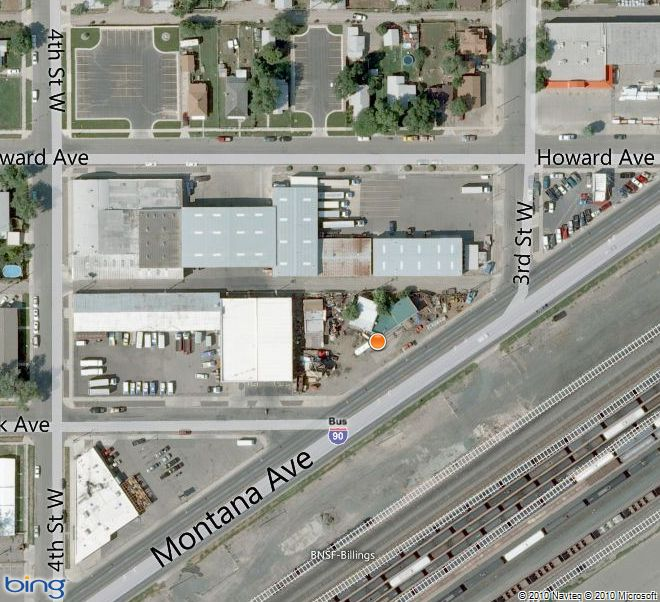 4th St W
ward Ave
Howard Ave
3rd St W
k Ave
Bus
90
Montana Ave
4th St W
BNSF-Billings
bing
© 2010 Navteq © 2010 Microsoft